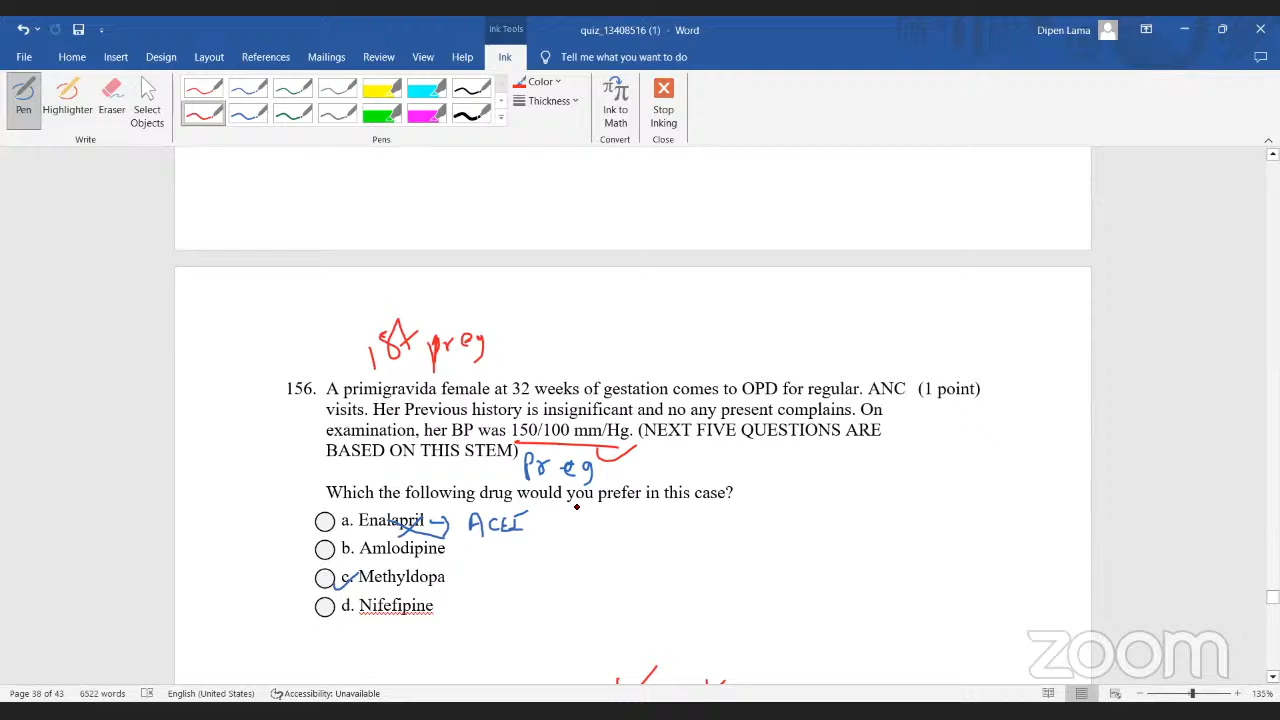 Ink Tools
quiz_13408516 (1) - Word
Dipen Lama
File Home Insert Design Layout References Mailings Review View Help Ink Tell me what you want to do
Pen Highlighter Eraser Select Objects
Color
Thickness
Ink to Math
Stop Inking
Write Pens Convert Close
1st preg
156. A primigravida female at 32 weeks of gestation comes to OPD for regular. ANC (1 point)
visits. Her Previous history is insignificant and no any present complains. On
examination, her BP was 150/100 mm/Hg. (NEXT FIVE QUESTIONS ARE
BASED ON THIS STEM)
Preg
Which the following drug would you prefer in this case?
a. Enalapril → ACEI
b. Amlodipine
c. Methyldopa
d. Nifefipine
zoom
Page 38 of 43 6522 words English (United States) Accessibility: Unavailable 135%